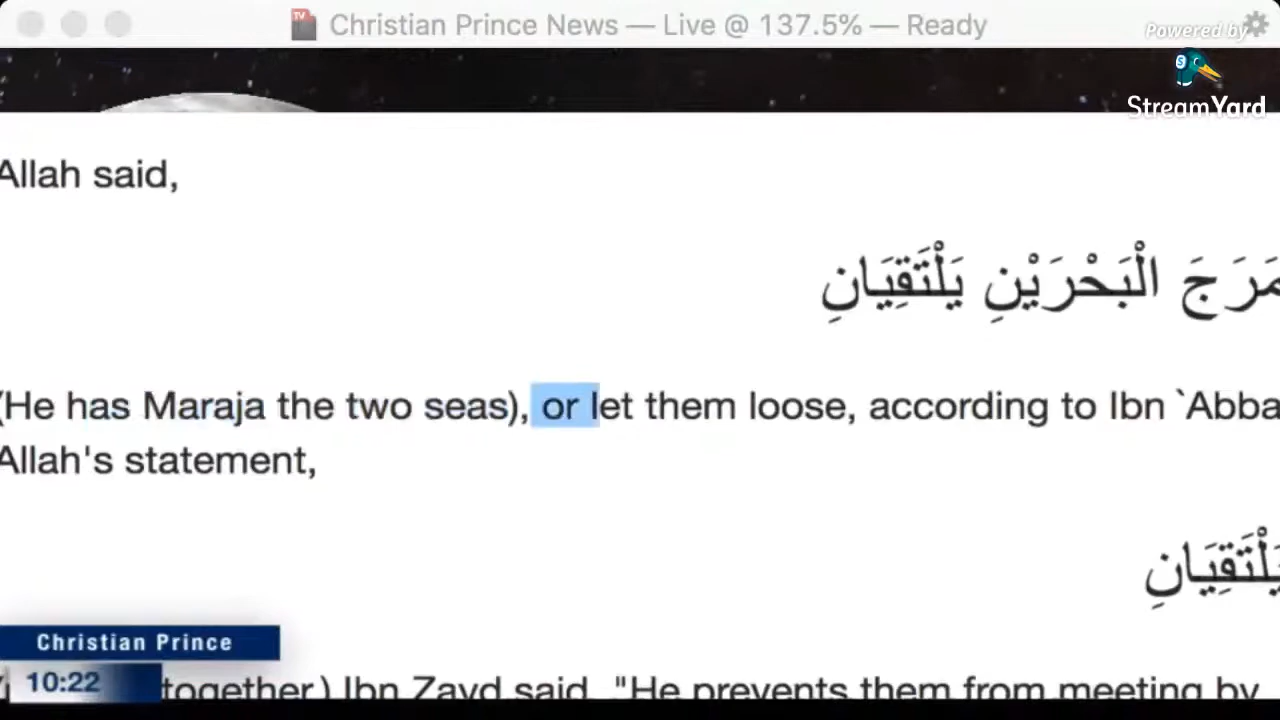 Christian Prince News — Live @ 137.5% — Ready
Powered by
StreamYard
Allah said,
مَرَجَ الْبَحْرَيْنِ يَلْتَقِيَانِ
(He has Maraja the two seas), or let them loose, according to Ibn `Abba
Allah's statement,
يَلْتَقِيَانِ
Christian Prince
10:22
together.) Ibn Zayd said, "He prevents them from meeting by